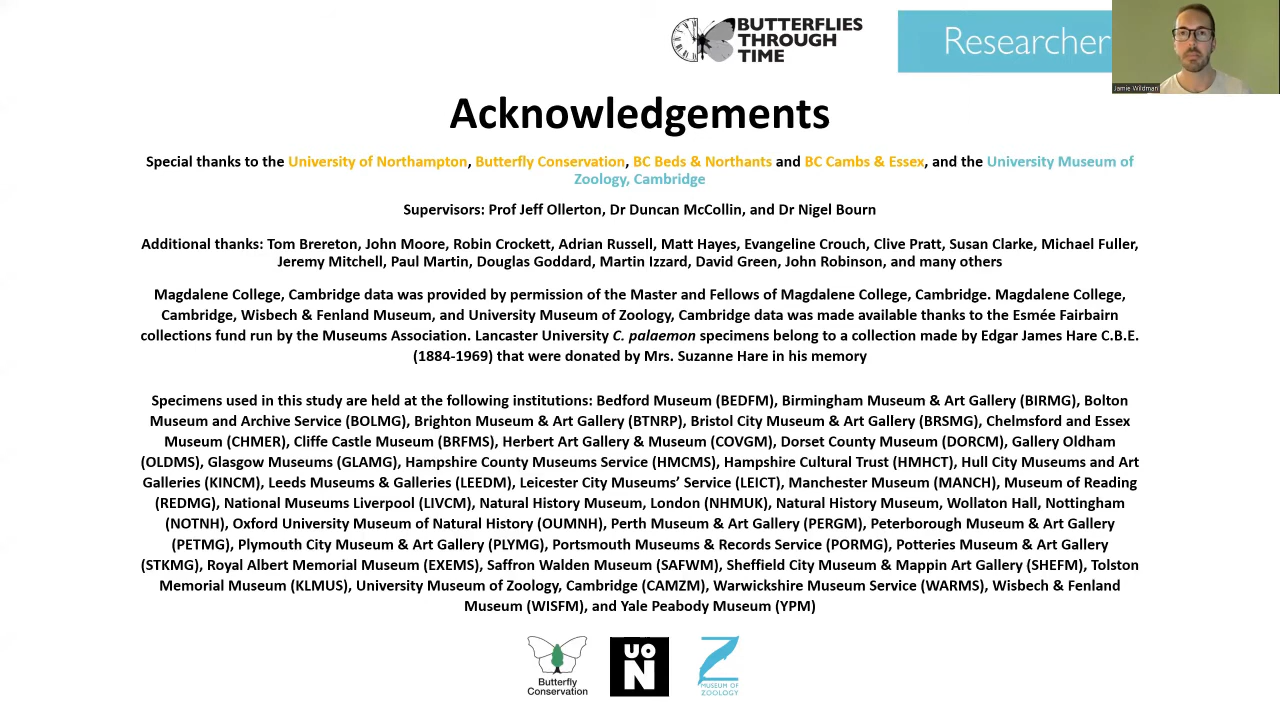 BUTTERFLIES
THROUGH
TIME
Researcher
Jamie Wildman
Acknowledgements
Special thanks to the University of Northampton, Butterfly Conservation, BC Beds & Northants and BC Cambs & Essex, and the University Museum of
Zoology, Cambridge
Supervisors: Prof Jeff Ollerton, Dr Duncan McCollin, and Dr Nigel Bourn
Additional thanks: Tom Brereton, John Moore, Robin Crockett, Adrian Russell, Matt Hayes, Evangeline Crouch, Clive Pratt, Susan Clarke, Michael Fuller,
Jeremy Mitchell, Paul Martin, Douglas Goddard, Martin Izzard, David Green, John Robinson, and many others
Magdalene College, Cambridge data was provided by permission of the Master and Fellows of Magdalene College, Cambridge. Magdalene College,
Cambridge, Wisbech & Fenland Museum, and University Museum of Zoology, Cambridge data was made available thanks to the Esmée Fairbairn
collections fund run by the Museums Association. Lancaster University C. palaemon specimens belong to a collection made by Edgar James Hare C.B.E.
(1884-1969) that were donated by Mrs. Suzanne Hare in his memory
Specimens used in this study are held at the following institutions: Bedford Museum (BEDFM), Birmingham Museum & Art Gallery (BIRMG), Bolton
Museum and Archive Service (BOLMG), Brighton Museum & Art Gallery (BTNRP), Bristol City Museum & Art Gallery (BRSMG), Chelmsford and Essex
Museum (CHMER), Cliffe Castle Museum (BRFMS), Herbert Art Gallery & Museum (COVGM), Dorset County Museum (DORCM), Gallery Oldham
(OLDMS), Glasgow Museums (GLAMG), Hampshire County Museums Service (HMCMS), Hampshire Cultural Trust (HMHCT), Hull City Museums and Art
Galleries (KINCM), Leeds Museums & Galleries (LEEDM), Leicester City Museums’ Service (LEICT), Manchester Museum (MANCH), Museum of Reading
(REDMG), National Museums Liverpool (LIVCM), Natural History Museum, London (NHMUK), Natural History Museum, Wollaton Hall, Nottingham
(NOTNH), Oxford University Museum of Natural History (OUMNH), Perth Museum & Art Gallery (PERGM), Peterborough Museum & Art Gallery
(PETMG), Plymouth City Museum & Art Gallery (PLYMG), Portsmouth Museums & Records Service (PORMG), Potteries Museum & Art Gallery
(STKMG), Royal Albert Memorial Museum (EXEMS), Saffron Walden Museum (SAFWM), Sheffield City Museum & Mappin Art Gallery (SHEFM), Tolston
Memorial Museum (KLMUS), University Museum of Zoology, Cambridge (CAMZM), Warwickshire Museum Service (WARMS), Wisbech & Fenland
Museum (WISFM), and Yale Peabody Museum (YPM)
Butterfly
Conservation
UO
N
MUSEUM OF
ZOOLOGY